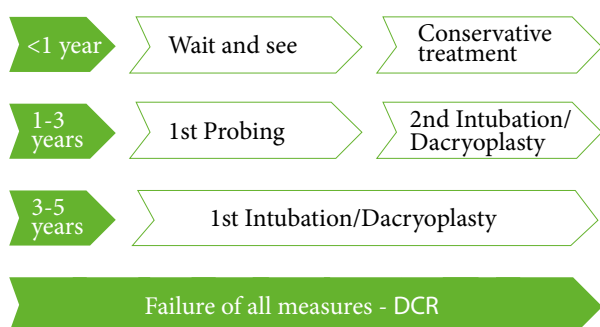 <1 year
Wait and see
Conservative
treatment
1-3
years
1st Probing
2nd Intubation/
Dacryoplasty
3-5
years
1st Intubation/Dacryoplasty
Failure of all measures - DCR